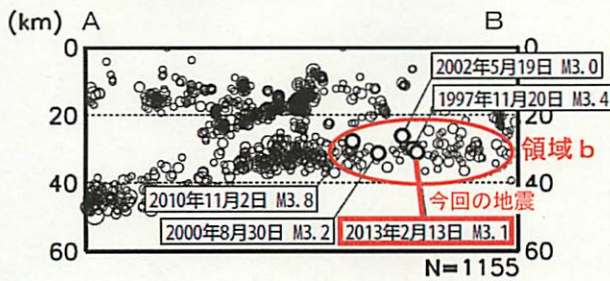 (km) A B
0 0
2002年5月19日 M3.0
1997年11月20日 M3.4
20 20
領域b
40 40
今回の地震
2010年11月2日 M3.8
2000年8月30日 M3.2
2013年2月13日 M3.1
60 60
N=1155